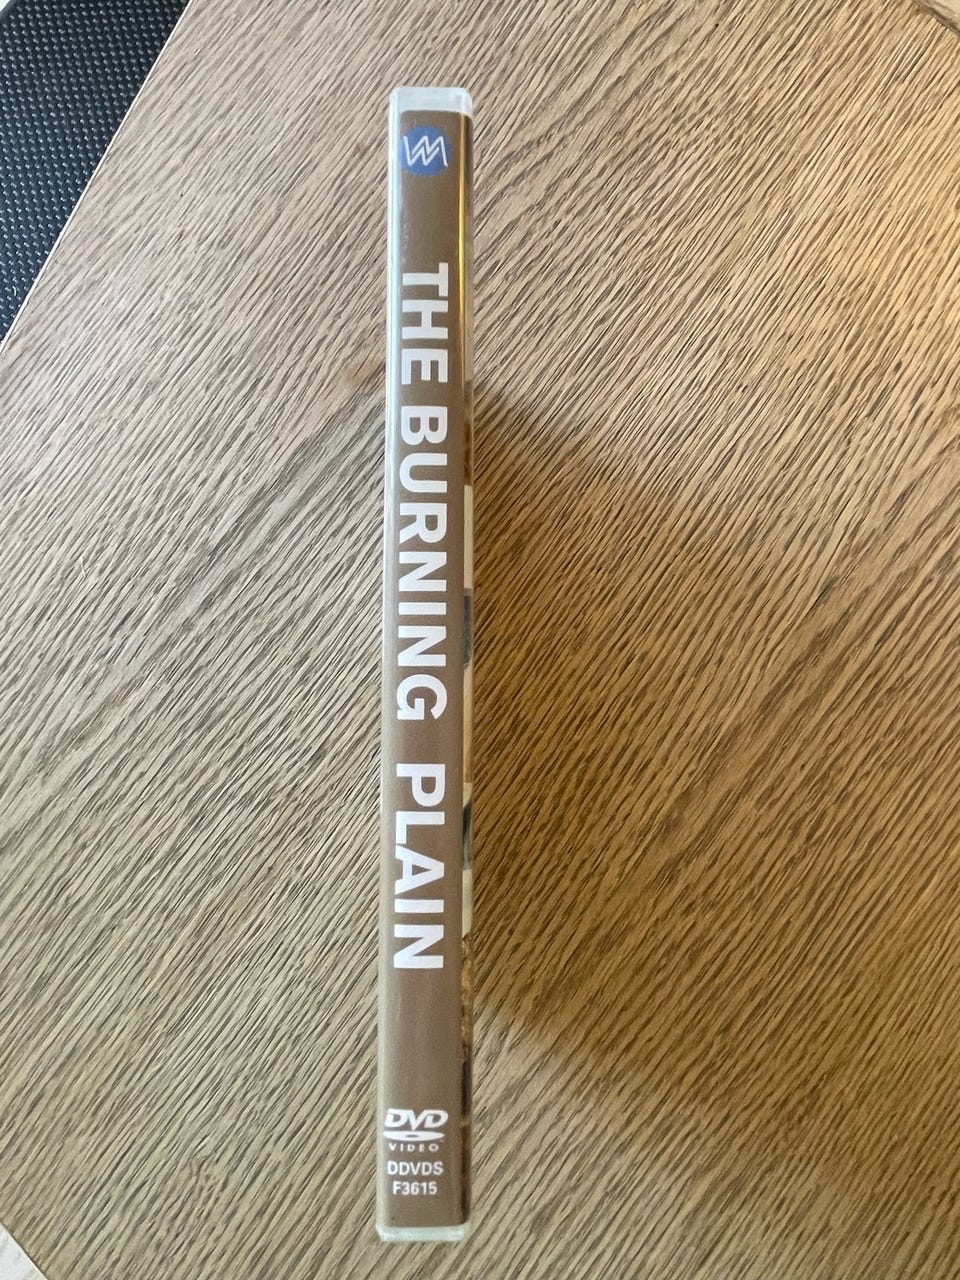 THE BURNING PLAIN
DVD
VIDEO
DDVDS
F3615